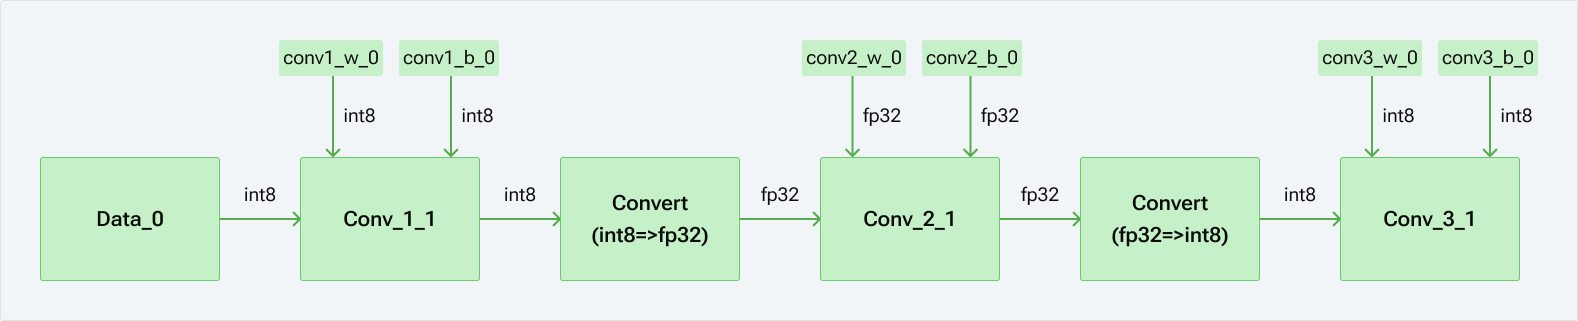 conv1_w_0 conv1_b_0 conv2_w_0 conv2_b_0 conv3_w_0 conv3_b_0
int8 int8 fp32 fp32 int8 int8
int8 int8 fp32 fp32 int8
Data_0 Conv_1_1 Convert Conv_2_1 Convert Conv_3_1
(int8=>fp32) (fp32=>int8)